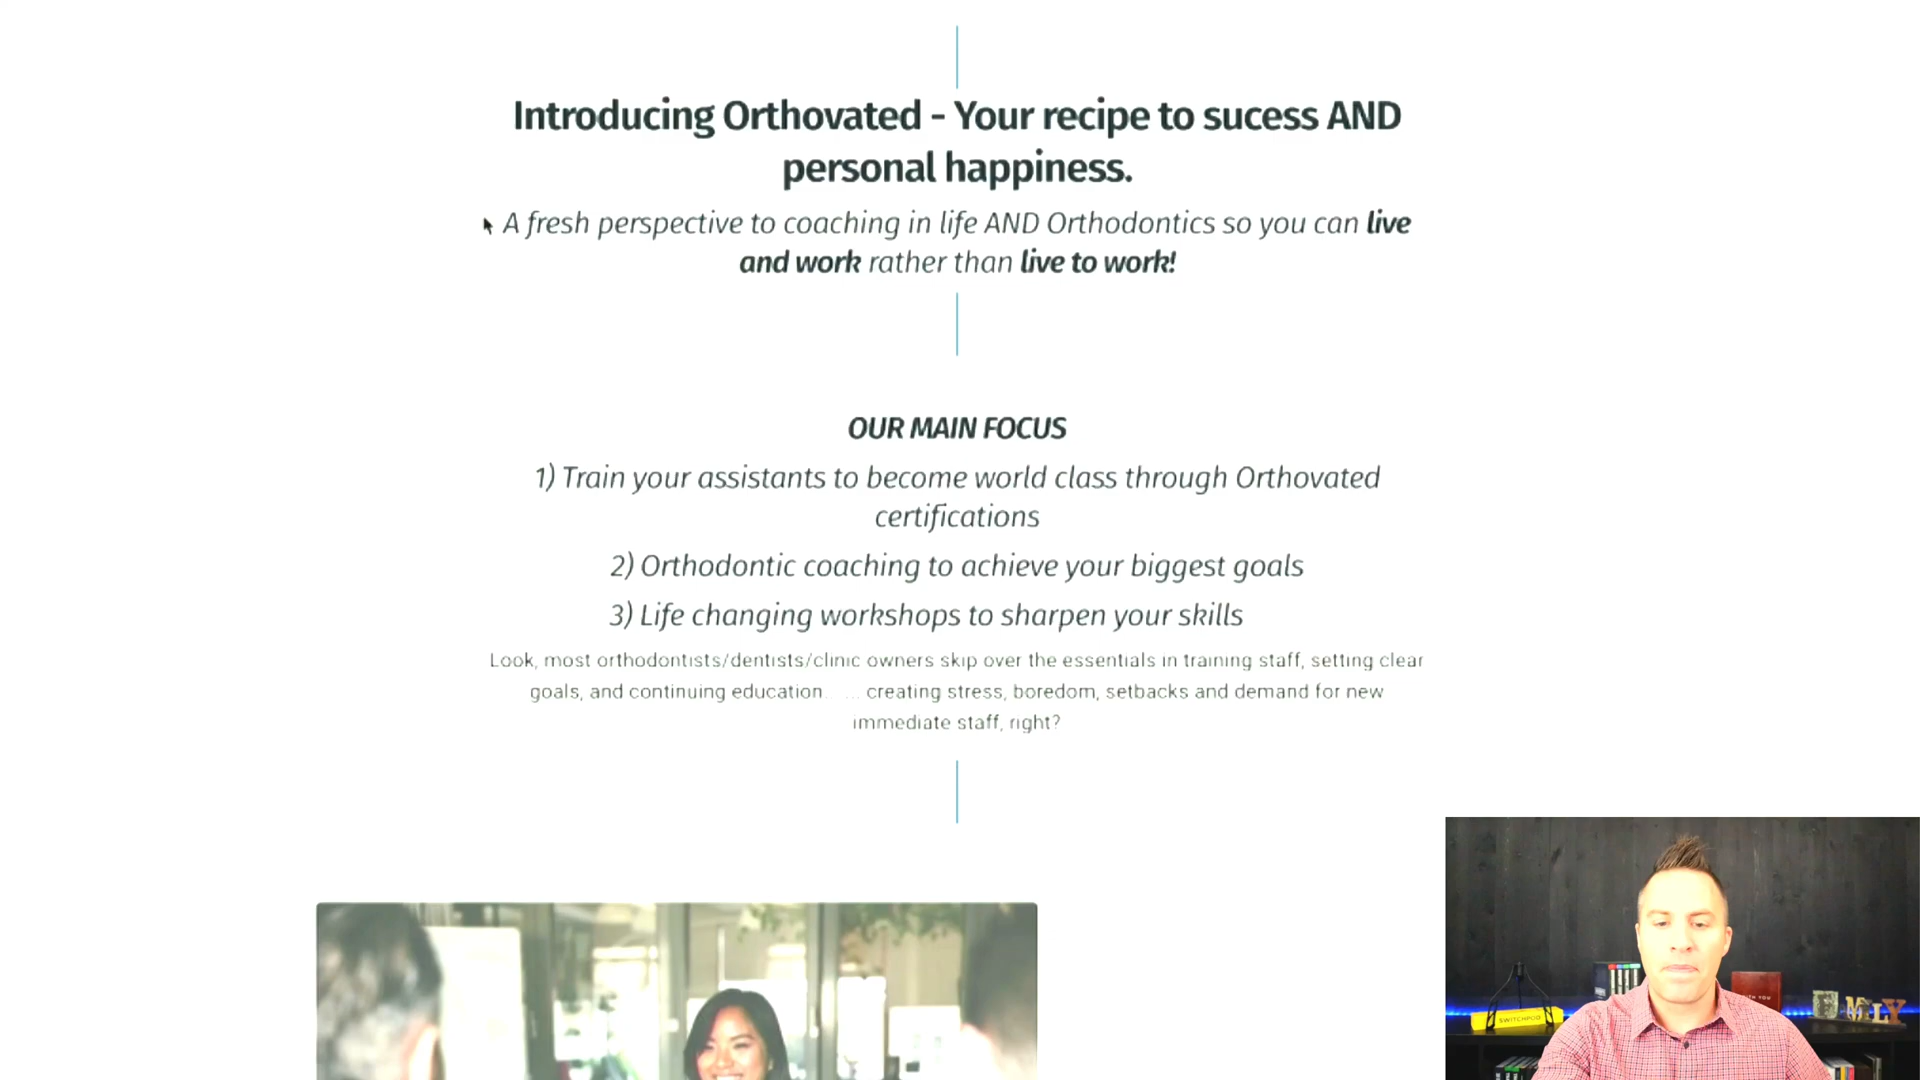 Introducing Orthovated - Your recipe to sucess AND
personal happiness.
A fresh perspective to coaching in life AND Orthodontics so you can live
and work rather than live to work!
OUR MAIN FOCUS
1) Train your assistants to become world class through Orthovated
certifications
2) Orthodontic coaching to achieve your biggest goals
3) Life changing workshops to sharpen your skills
Look, most orthodontists/dentists/clinic owners skip over the essentials in training staff, setting clear
goals, and continuing education...... creating stress, boredom, setbacks and demand for new
immediate staff, right?
SWITCHPOD